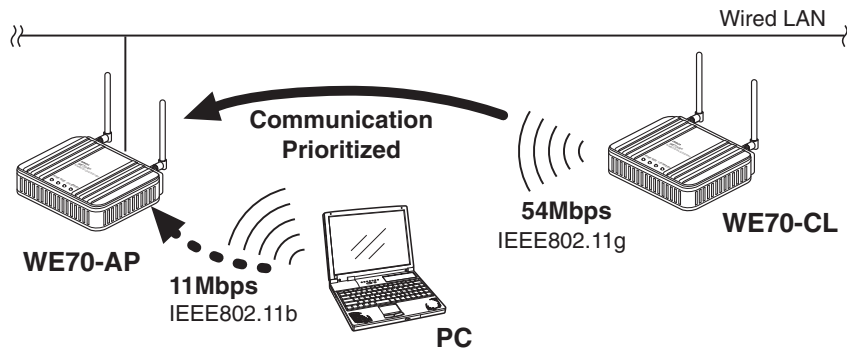 Wired LAN
Communication
Prioritized
54Mbps
IEEE802.11g
WE70-CL
WE70-AP
11Mbps
IEEE802.11b
PC